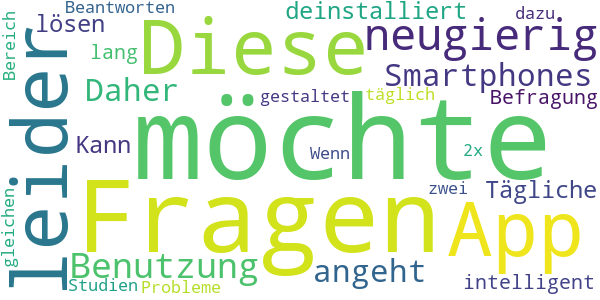 Beantworten
deinstalliert
dazu
lösen
Diese
neugierig
Bereich
lang
leider
Smartphones
Daher
gestaltet
täglich
Befragung
möchte
Kann
Wenn
2x
Fragen
zwei
Tägliche
App
gleichen
Benutzung
angeht
Studien
Probleme
intelligent